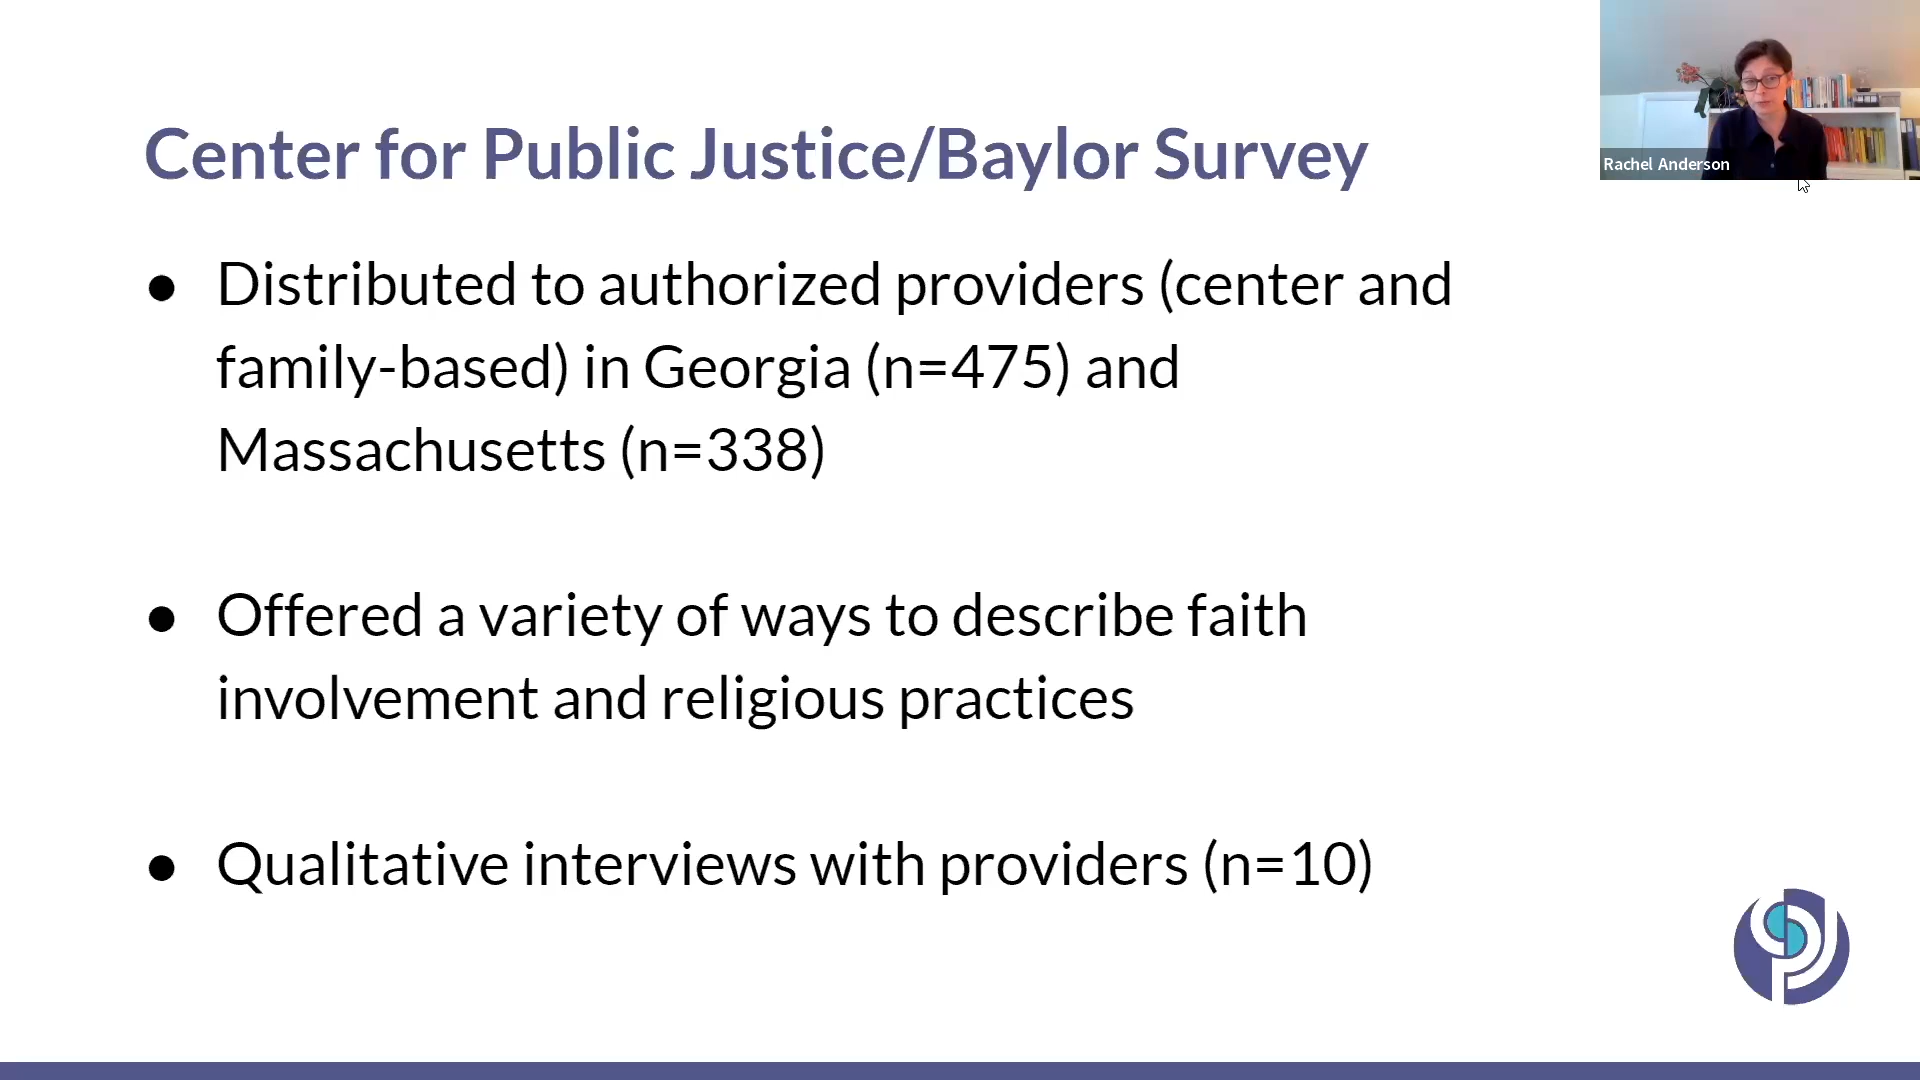 Center for Public Justice/Baylor Survey
Rachel Anderson
● Distributed to authorized providers (center and
family-based) in Georgia (n=475) and
Massachusetts (n=338)
● Offered a variety of ways to describe faith
involvement and religious practices
● Qualitative interviews with providers (n=10)